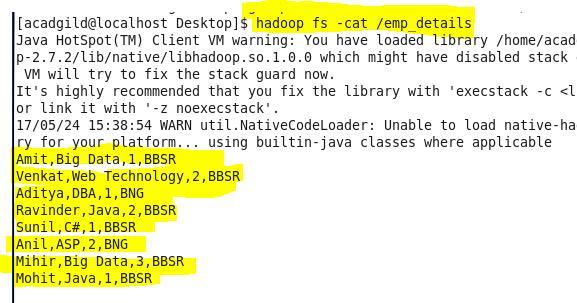 [acadgild@localhost Desktop]$ hadoop fs -cat /emp_details
Java HotSpot(TM) Client VM warning: You have loaded library /home/acad
p-2.7.2/lib/native/libhadoop.so.1.0.0 which might have disabled stack
VM will try to fix the stack guard now.
It's highly recommended that you fix the library with 'execstack -c <l
or link it with '-z noexecstack'.
17/05/24 15:38:54 WARN util.NativeCodeLoader: Unable to load native-ha
ry for your platform... using builtin-java classes where applicable
Amit,Big Data,1,BBSR
Venkat,Web Technology,2,BBSR
Aditya,DBA,1,BNG
Ravinder,Java,2,BBSR
Sunil,C#,1,BBSR
Anil,ASP,2,BNG
Mihir,Big Data,3,BBSR
Mohit,Java,1,BBSR